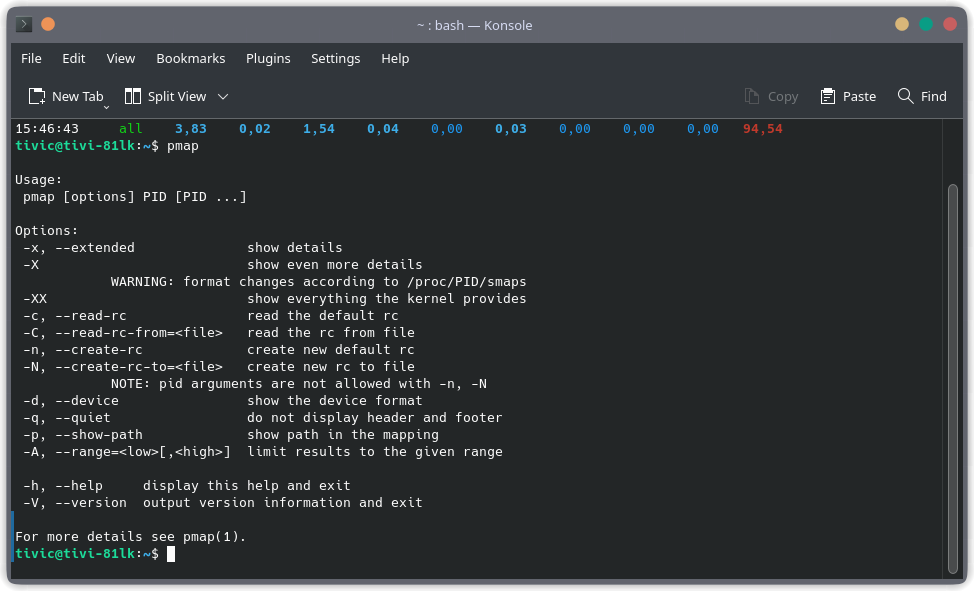 ~ : bash — Konsole
File Edit View Bookmarks Plugins Settings Help
New Tab Split View Copy Paste Find
15:46:43 all 3,83 0,02 1,54 0,04 0,00 0,03 0,00 0,00 0,00 94,54
tivic@tivi-81lk:~$ pmap
Usage:
pmap [options] PID [PID ...]
Options:
-x, --extended show details
-X show even more details
WARNING: format changes according to /proc/PID/smaps
-XX show everything the kernel provides
-c, --read-rc read the default rc
-C, --read-rc-from=<file> read the rc from file
-n, --create-rc create new default rc
-N, --create-rc-to=<file> create new rc to file
NOTE: pid arguments are not allowed with -n, -N
-d, --device show the device format
-q, --quiet do not display header and footer
-p, --show-path show path in the mapping
-A, --range=<low>[,<high>] limit results to the given range
-h, --help display this help and exit
-V, --version output version information and exit
For more details see pmap(1).
tivic@tivi-81lk:~$